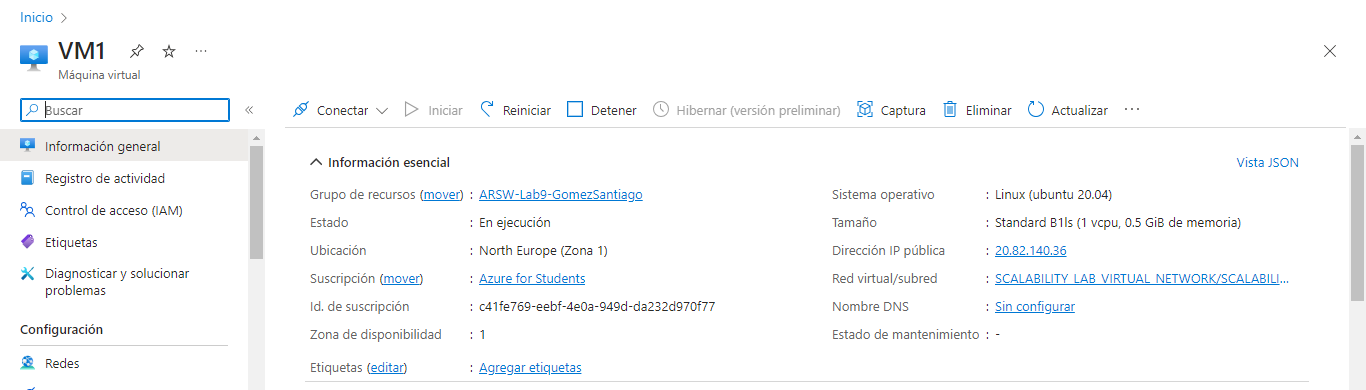 Inicio
VM1
Máquina virtual
Buscar
Conectar Iniciar Reiniciar Detener Hibernar (versión preliminar) Captura Eliminar Actualizar
Información general
Registro de actividad
Control de acceso (IAM)
Etiquetas
Diagnosticar y solucionar
problemas
Configuración
Redes
Información esencial Vista JSON
Grupo de recursos (mover) : ARSW-Lab9-GomezSantiago
Estado : En ejecución
Ubicación : North Europe (Zona 1)
Suscripción (mover) : Azure for Students
Id. de suscripción : c41fe769-eebf-4e0a-949d-da232d970f77
Zona de disponibilidad : 1
Sistema operativo : Linux (ubuntu 20.04)
Tamaño : Standard B1ls (1 vcpu, 0.5 GiB de memoria)
Dirección IP pública : 20.82.140.36
Red virtual/subred : SCALABILITY_LAB_VIRTUAL_NETWORK/SCALABILI...
Nombre DNS : Sin configurar
Estado de mantenimiento : -
Etiquetas (editar) : Agregar etiquetas